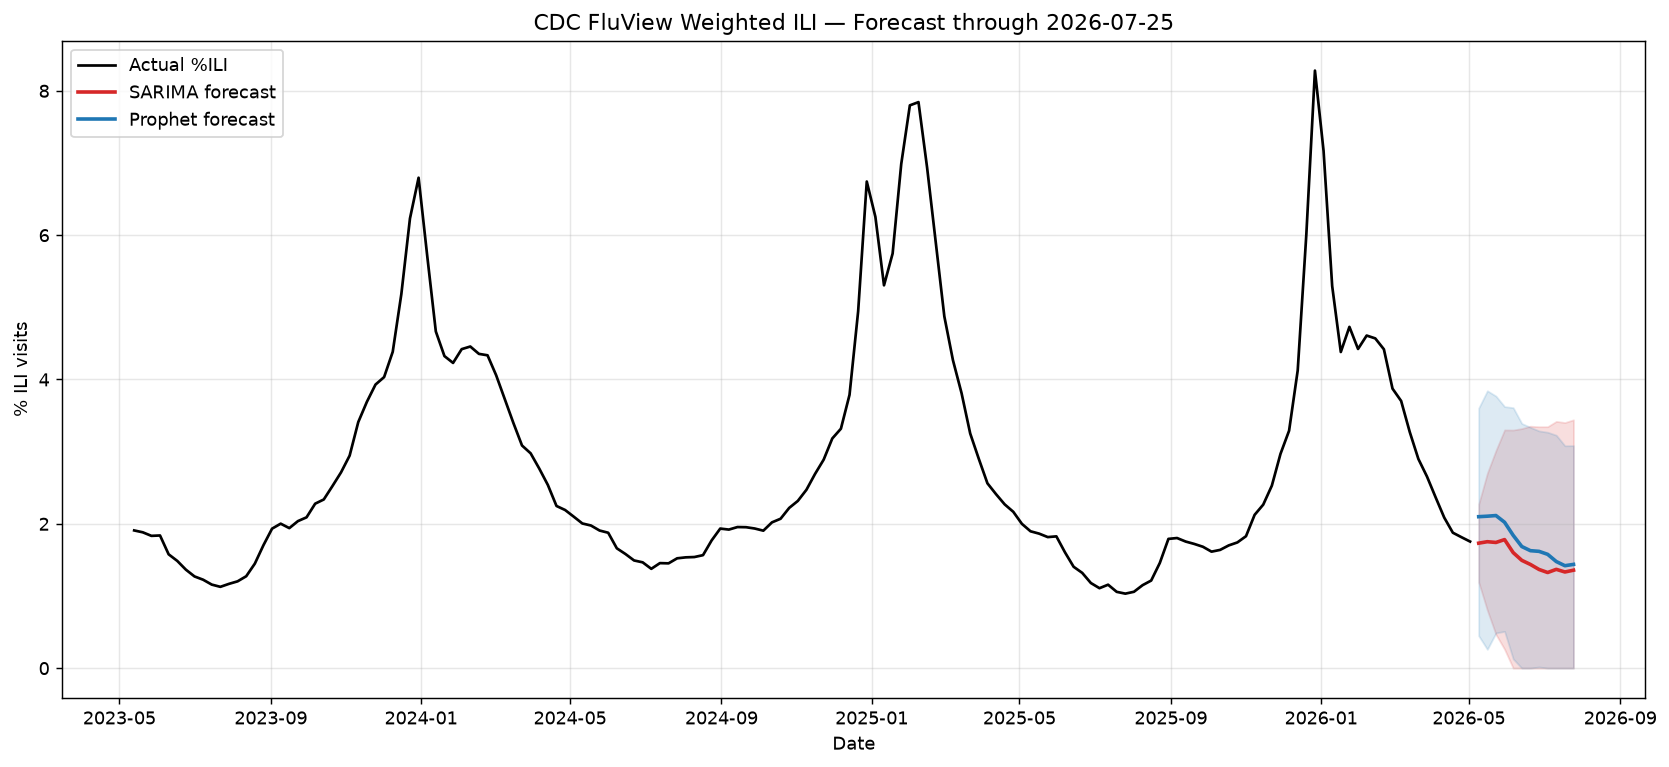 CDC FluView Weighted ILI — Forecast through 2026-07-25
Actual %ILI
SARIMA forecast
Prophet forecast
% ILI visits
8
6
4
2
0
2023-05
2023-09
2024-01
2024-05
2024-09
2025-01
2025-05
2025-09
2026-01
2026-05
2026-09
Date